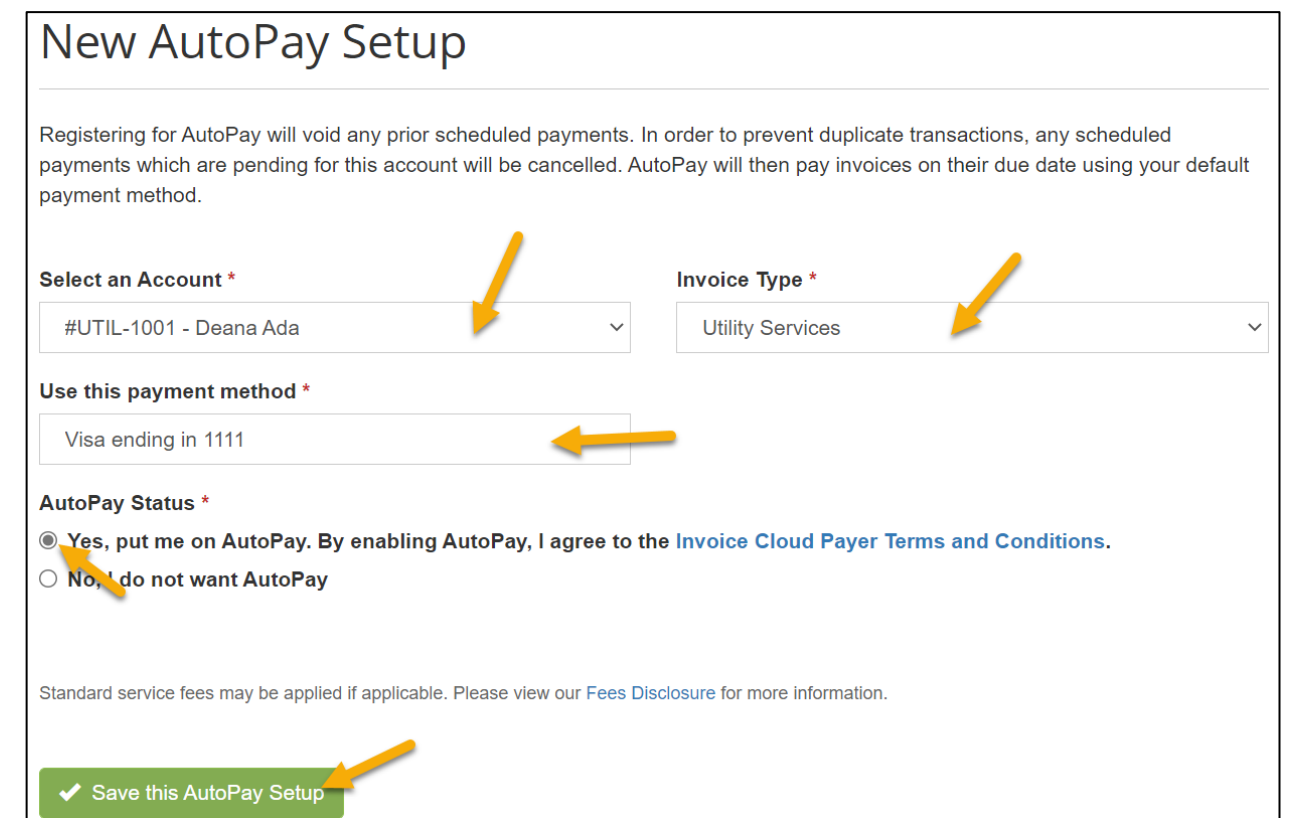 New AutoPay Setup
Registering for AutoPay will void any prior scheduled payments. In order to prevent duplicate transactions, any scheduled
payments which are pending for this account will be cancelled. AutoPay will then pay invoices on their due date using your default
payment method.
Select an Account *
Invoice Type *
#UTIL-1001 - Deana Ada
Utility Services
Use this payment method *
Visa ending in 1111
AutoPay Status *
Yes, put me on AutoPay. By enabling AutoPay, I agree to the Invoice Cloud Payer Terms and Conditions.
No, I do not want AutoPay
Standard service fees may be applied if applicable. Please view our Fees Disclosure for more information.
Save this AutoPay Setup